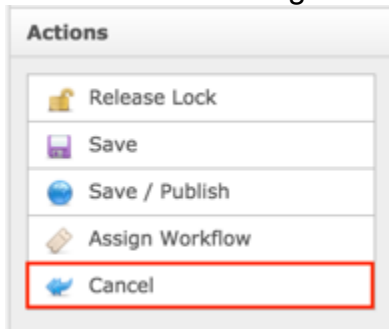 Actions
Release Lock
Save
Save / Publish
Assign Workflow
Cancel